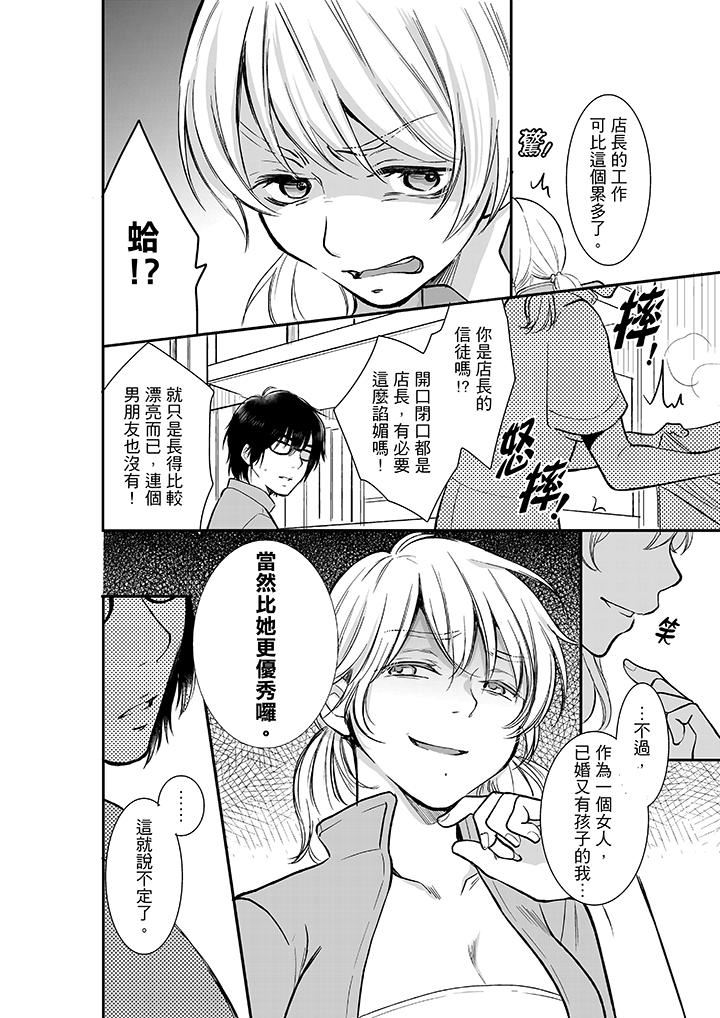 店長的工作
可比這個累多了。
驚!
蛤!?
摔!
你是店長的
信徒嗎!?
開口閉口都是
店長，有必要
這麼諂媚嗎！
怒摔!
就只是長得比較
漂亮而已，連個
男朋友也沒有！
笑
…不過，
作為一個女人，
已婚又有孩子的我…
當然比她更優秀囉。
……
這就說不定了。